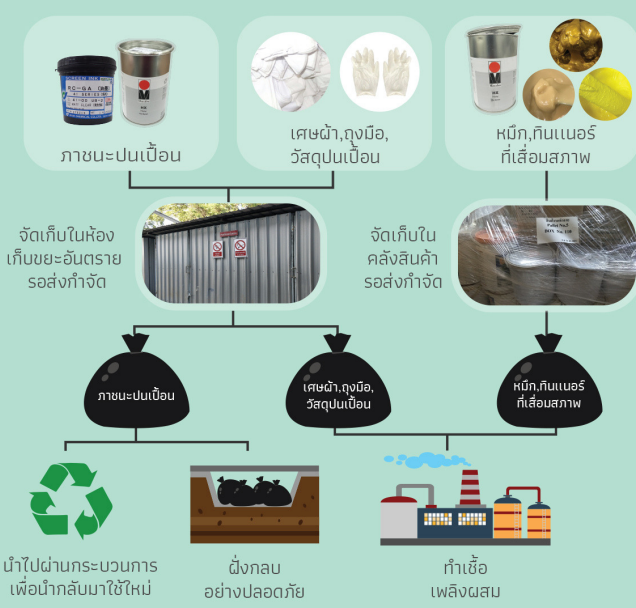 SCREEN INK
M
M
ภาชนะปนเปื้อน
เศษผ้า,ถุงมือ,
วัสดุปนเปื้อน
หมึก,ทินเนอร์
ที่เสื่อมสภาพ
จัดเก็บในห้อง
เก็บขยะอันตราย
รอส่งกำจัด
จัดเก็บใน
คลังสินค้า
รอส่งกำจัด
ภาชนะปนเปื้อน
เศษผ้า,ถุงมือ,
วัสดุปนเปื้อน
หมึก,ทินเนอร์
ที่เสื่อมสภาพ
นำไปผ่านกระบวนการ
เพื่อนำกลับมาใช้ใหม่
ฝั่งกลบ
อย่างปลอดภัย
ทำเชื้อ
เพลิงผสม